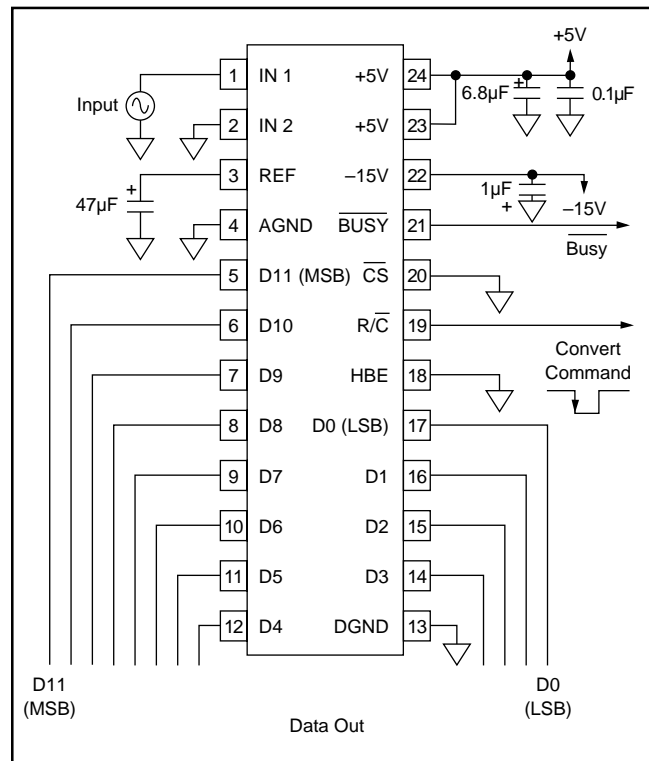 +5V
1 IN 1 +5V 24
6.8µF + 0.1µF
Input
2 IN 2 +5V 23
3 REF –15V 22
47µF +
1µF + –15V
4 AGND BUSY 21
Busy
5 D11 (MSB) CS 20
6 D10 R/C 19
Convert
Command
7 D9 HBE 18
8 D8 D0 (LSB) 17
9 D7 D1 16
10 D6 D2 15
11 D5 D3 14
12 D4 DGND 13
D11
(MSB)
D0
(LSB)
Data Out